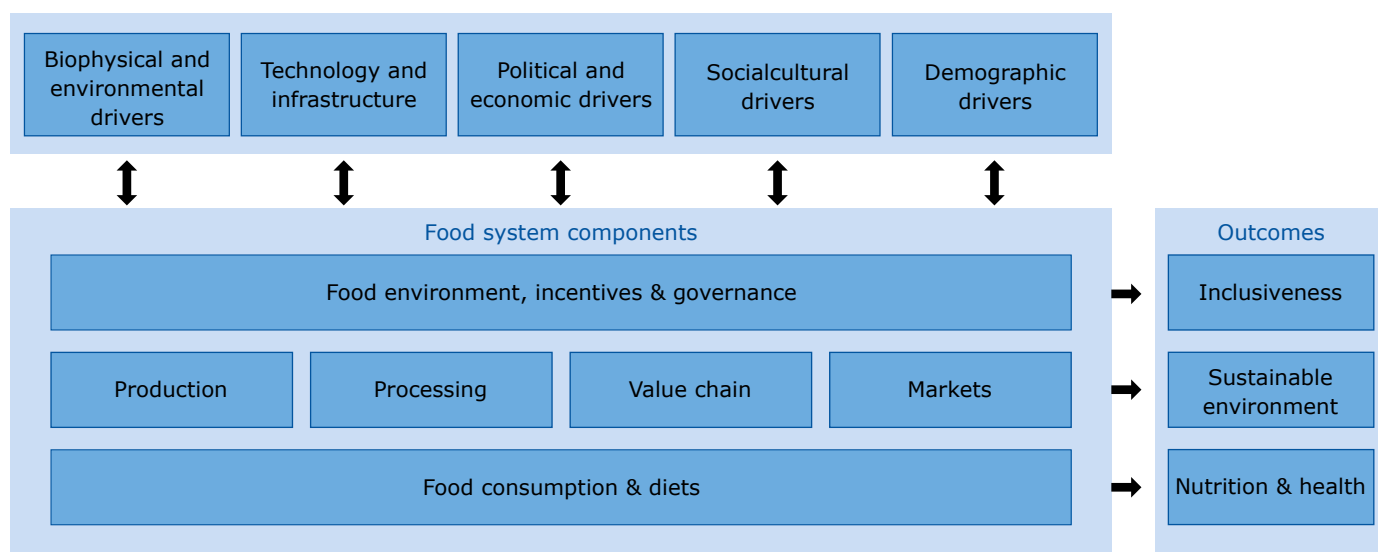 Biophysical and
environmental
drivers
Technology and
infrastructure
Political and
economic drivers
Socialcultural
drivers
Demographic
drivers
Food system components
Food environment, incentives & governance
Production
Processing
Value chain
Markets
Food consumption & diets
Outcomes
Inclusiveness
Sustainable
environment
Nutrition & health